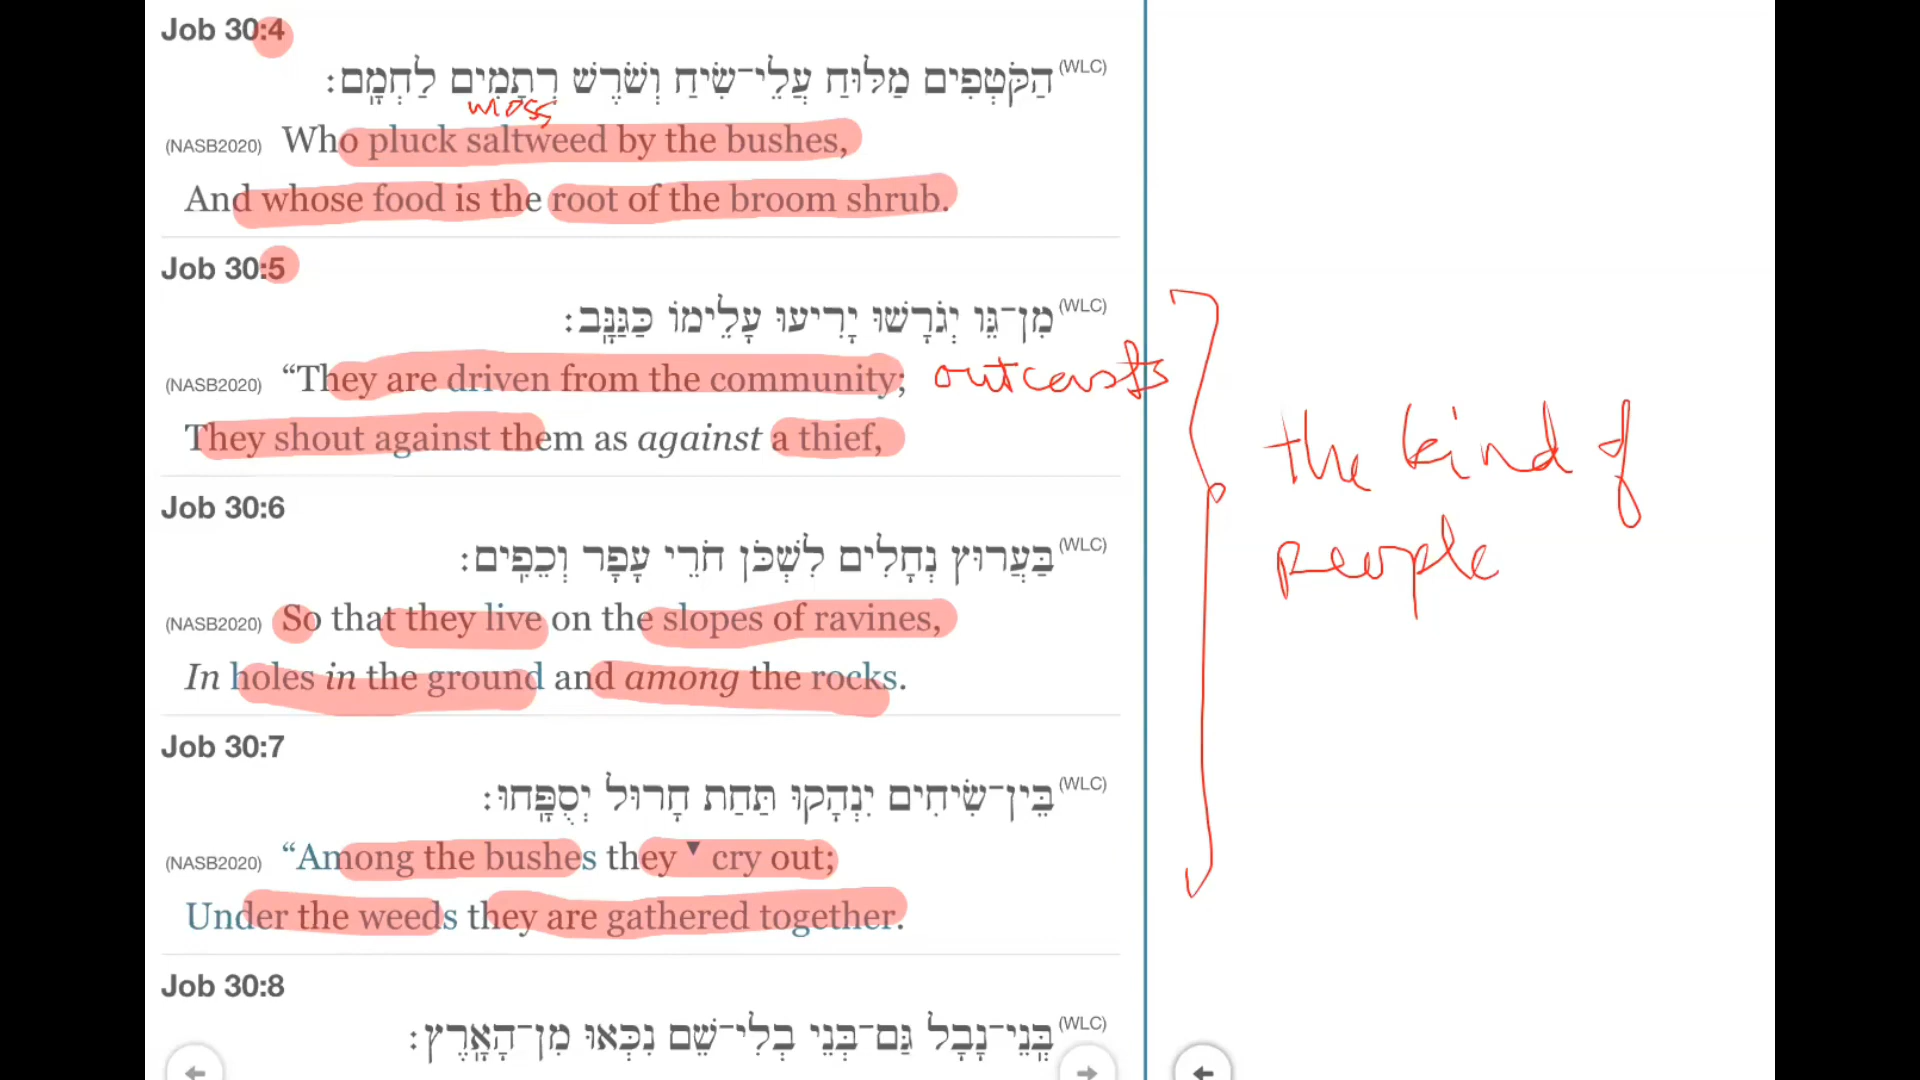 Job 30:4
(WLC) הַקֹּטְפִים מַלּוּחַ עֲלֵי־שִׂיחַ וְשֹׁרֶשׁ רְתָמִים לַחְמָם׃
moss
(NASB2020) Who pluck saltweed by the bushes,
And whose food is the root of the broom shrub.
Job 30:5
(WLC) מִן־גֵּו יְגֹרָשׁוּ יָרִיעוּ עָלֵימוֹ כַּגַּנָּב׃
(NASB2020) “They are driven from the community; outcasts
They shout against them as against a thief,
Job 30:6
(WLC) בַּעֲרוּץ נְחָלִים לִשְׁכֹּן חֹרֵי עָפָר וְכֵפִים׃
(NASB2020) So that they live on the slopes of ravines,
In holes in the ground and among the rocks.
Job 30:7
(WLC) בֵּין־שִׂיחִים יִנְהָקוּ תַּחַת חָרוּל יְסֻפָּחוּ׃
(NASB2020) “Among the bushes they ▾ cry out;
Under the weeds they are gathered together.
Job 30:8
(WLC) בְּנֵי־נָבָל גַּם־בְּנֵי בְלִי־שֵׁם נִכְּאוּ מִן־הָאָרֶץ׃
the kind of
people